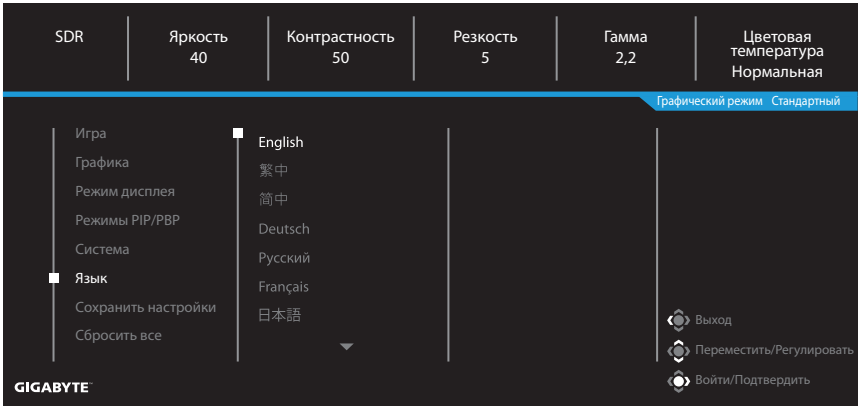 SDR
Яркость
40
Контрастность
50
Резкость
5
Гамма
2,2
Цветовая
температура
Нормальная
Графический режим Стандартный
Игра
Графика
Режим дисплея
Режимы PIP/PBP
Система
Язык
Сохранить настройки
Сбросить все
English
繁中
简中
Deutsch
Русский
Français
日本語
Выход
Переместить/Регулировать
Войти/Подтвердить
GIGABYTE™